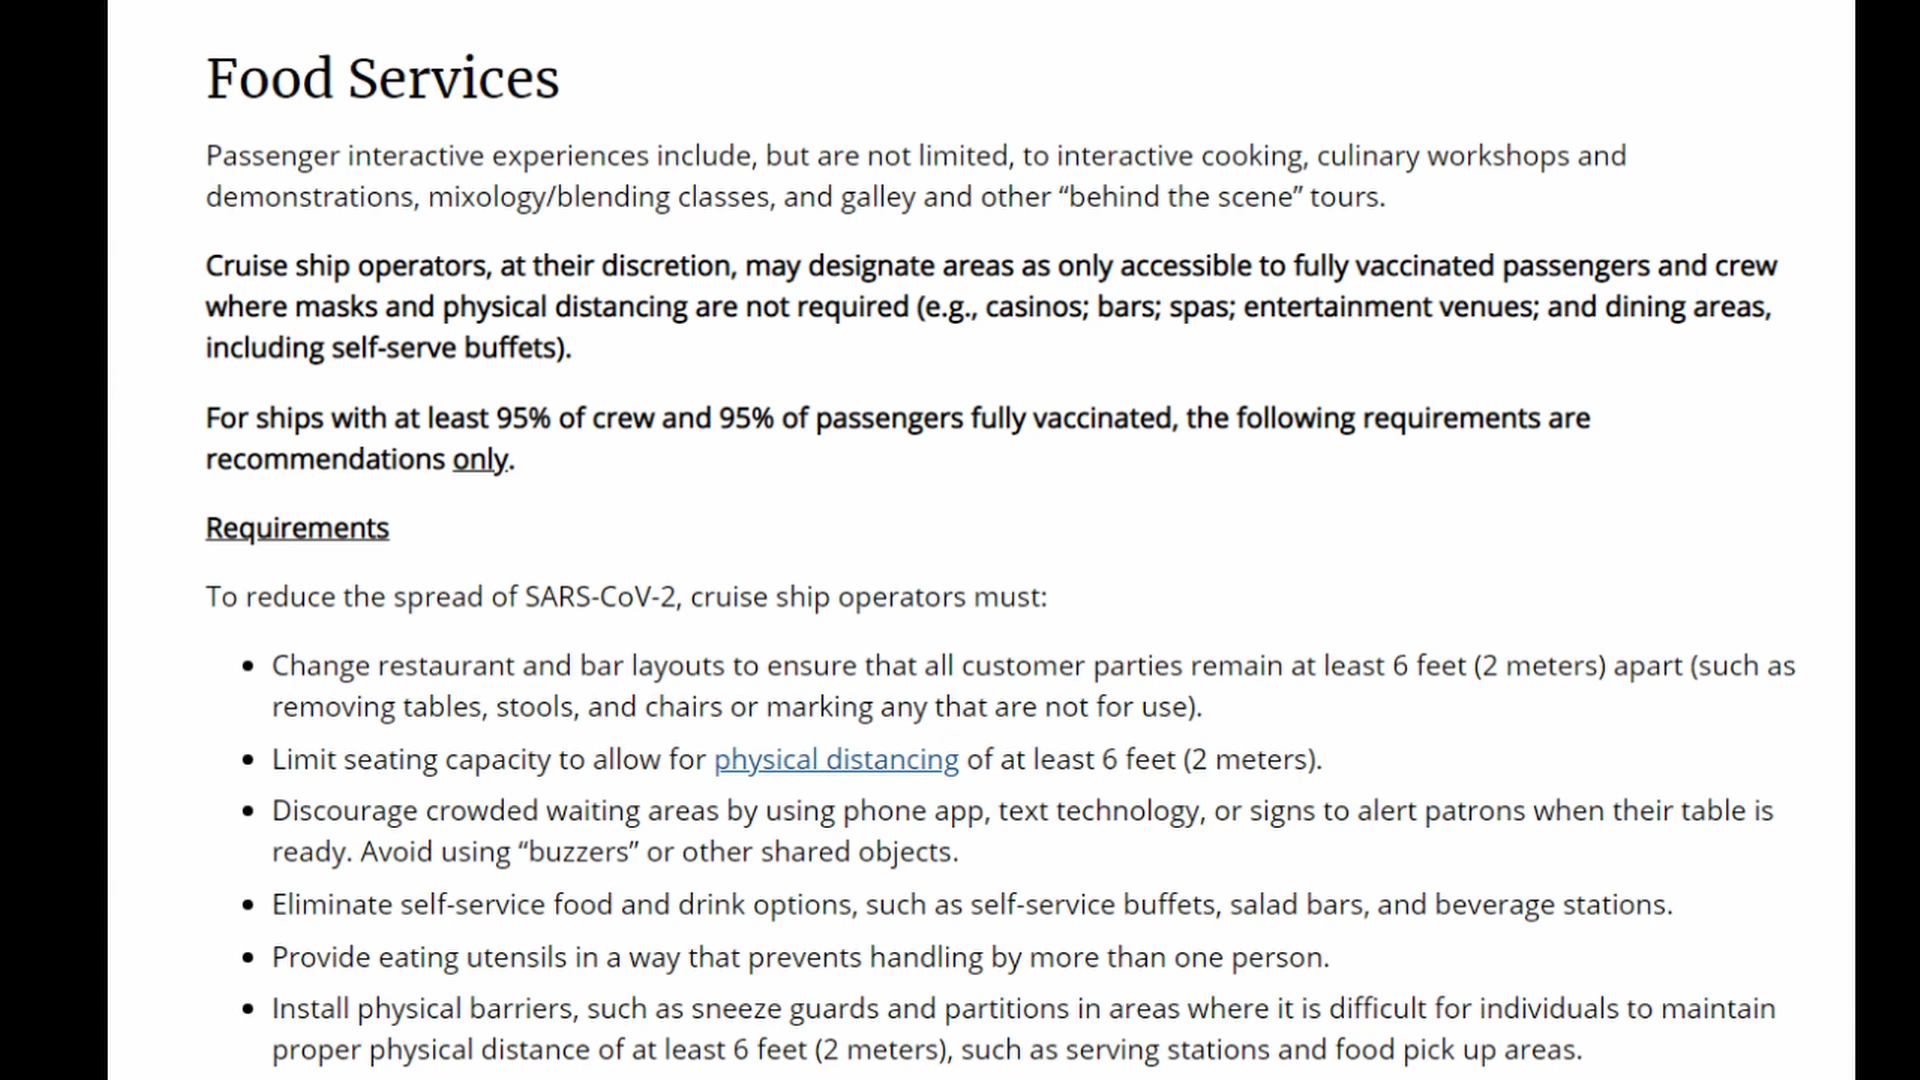 Food Services
Passenger interactive experiences include, but are not limited, to interactive cooking, culinary workshops and
demonstrations, mixology/blending classes, and galley and other “behind the scene” tours.
Cruise ship operators, at their discretion, may designate areas as only accessible to fully vaccinated passengers and crew
where masks and physical distancing are not required (e.g., casinos; bars; spas; entertainment venues; and dining areas,
including self-serve buffets).
For ships with at least 95% of crew and 95% of passengers fully vaccinated, the following requirements are
recommendations only.
Requirements
To reduce the spread of SARS-CoV-2, cruise ship operators must:
• Change restaurant and bar layouts to ensure that all customer parties remain at least 6 feet (2 meters) apart (such as
removing tables, stools, and chairs or marking any that are not for use).
• Limit seating capacity to allow for physical distancing of at least 6 feet (2 meters).
• Discourage crowded waiting areas by using phone app, text technology, or signs to alert patrons when their table is
ready. Avoid using “buzzers” or other shared objects.
• Eliminate self-service food and drink options, such as self-service buffets, salad bars, and beverage stations.
• Provide eating utensils in a way that prevents handling by more than one person.
• Install physical barriers, such as sneeze guards and partitions in areas where it is difficult for individuals to maintain
proper physical distance of at least 6 feet (2 meters), such as serving stations and food pick up areas.